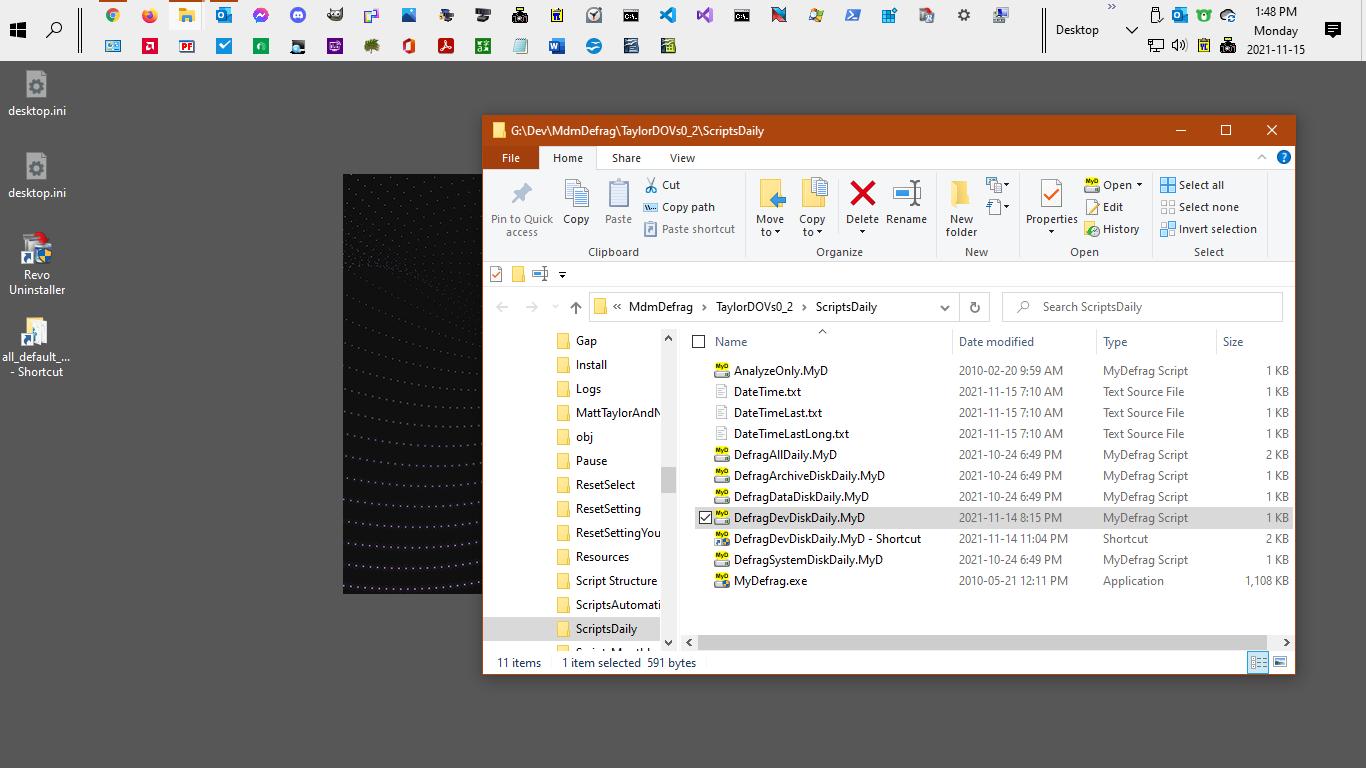 1:48 PM
Monday
2021-11-15
Desktop
desktop.ini
desktop.ini
Revo
Uninstaller
all_default_...
- Shortcut
G:\Dev\MdmDefrag\TaylorDOVs0_2\ScriptsDaily
File Home Share View
Pin to Quick
access
Copy
Paste
Cut
Copy path
Paste shortcut
Clipboard
Move
to
Copy
to
Delete
Rename
Organize
New
folder
New
Properties
Open
Edit
History
Open
Select all
Select none
Invert selection
Select
« MdmDefrag › TaylorDOVs0_2 › ScriptsDaily
Search ScriptsDaily
Gap
Install
Logs
MattTaylorAndN
obj
Pause
ResetSelect
ResetSetting
ResetSettingYou
Resources
Script Structure
ScriptsAutomati
ScriptsDaily
Name Date modified Type Size
AnalyzeOnly.MyD 2010-02-20 9:59 AM MyDefrag Script 1 KB
DateTime.txt 2021-11-15 7:10 AM Text Source File 1 KB
DateTimeLast.txt 2021-11-15 7:10 AM Text Source File 1 KB
DateTimeLastLong.txt 2021-11-15 7:10 AM Text Source File 1 KB
DefragAllDaily.MyD 2021-10-24 6:49 PM MyDefrag Script 2 KB
DefragArchiveDiskDaily.MyD 2021-10-24 6:49 PM MyDefrag Script 1 KB
DefragDataDiskDaily.MyD 2021-10-24 6:49 PM MyDefrag Script 1 KB
DefragDevDiskDaily.MyD 2021-11-14 8:15 PM MyDefrag Script 1 KB
DefragDevDiskDaily.MyD - Shortcut 2021-11-14 11:04 PM Shortcut 2 KB
DefragSystemDiskDaily.MyD 2021-10-24 6:49 PM MyDefrag Script 1 KB
MyDefrag.exe 2010-05-21 12:11 PM Application 1,108 KB
11 items 1 item selected 591 bytes